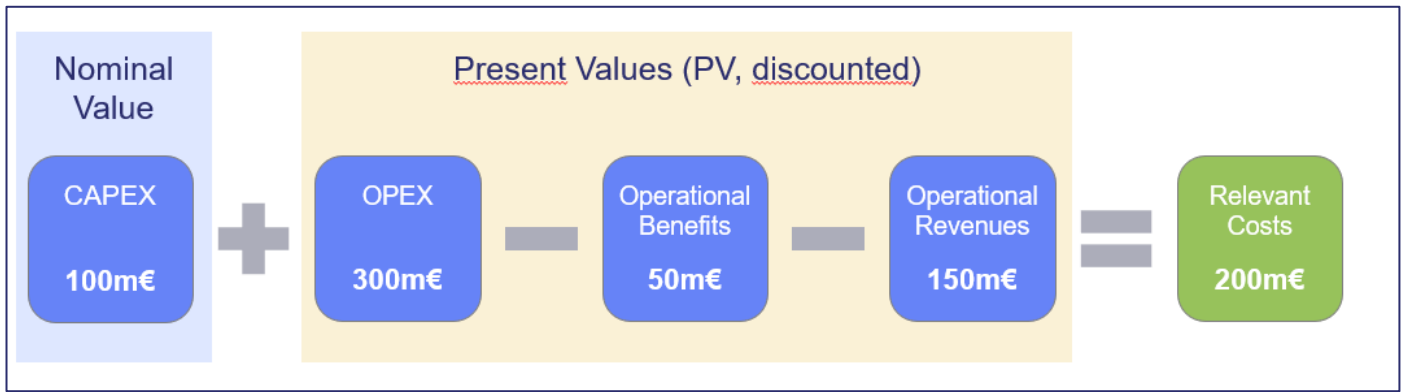 Nominal
Value
Present Values (PV, discounted)
CAPEX
100m€
OPEX
300m€
Operational
Benefits
50m€
Operational
Revenues
150m€
Relevant
Costs
200m€